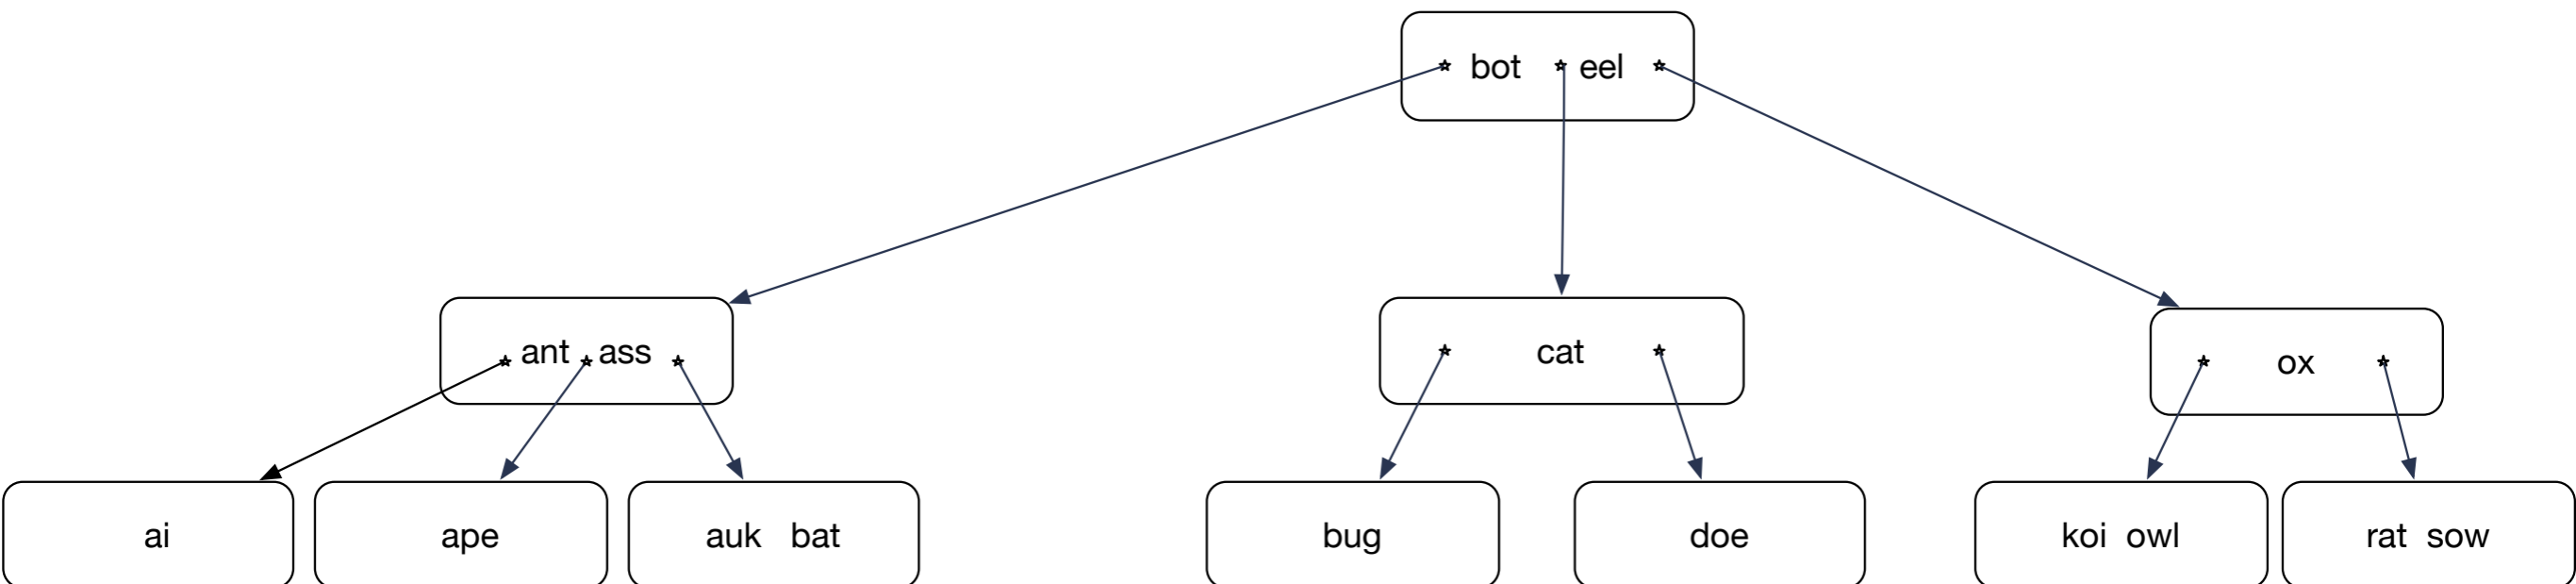 bot eel
ant ass
cat
ox
ai
ape
auk bat
bug
doe
koi owl
rat sow